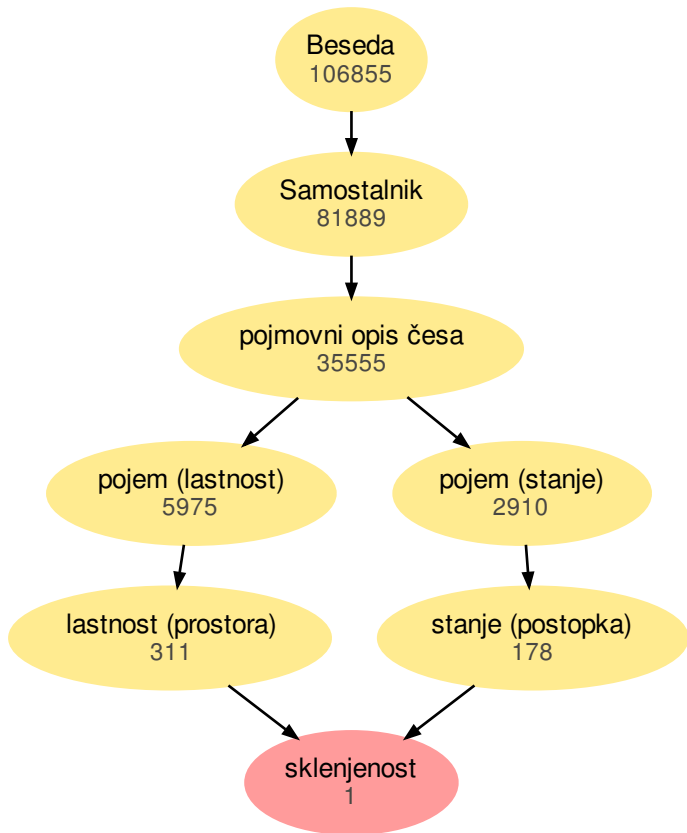 Beseda
106855
Samostalnik
81889
pojmovni opis česa
35555
pojem (lastnost)
5975
pojem (stanje)
2910
lastnost (prostora)
311
stanje (postopka)
178
sklenjenost
1